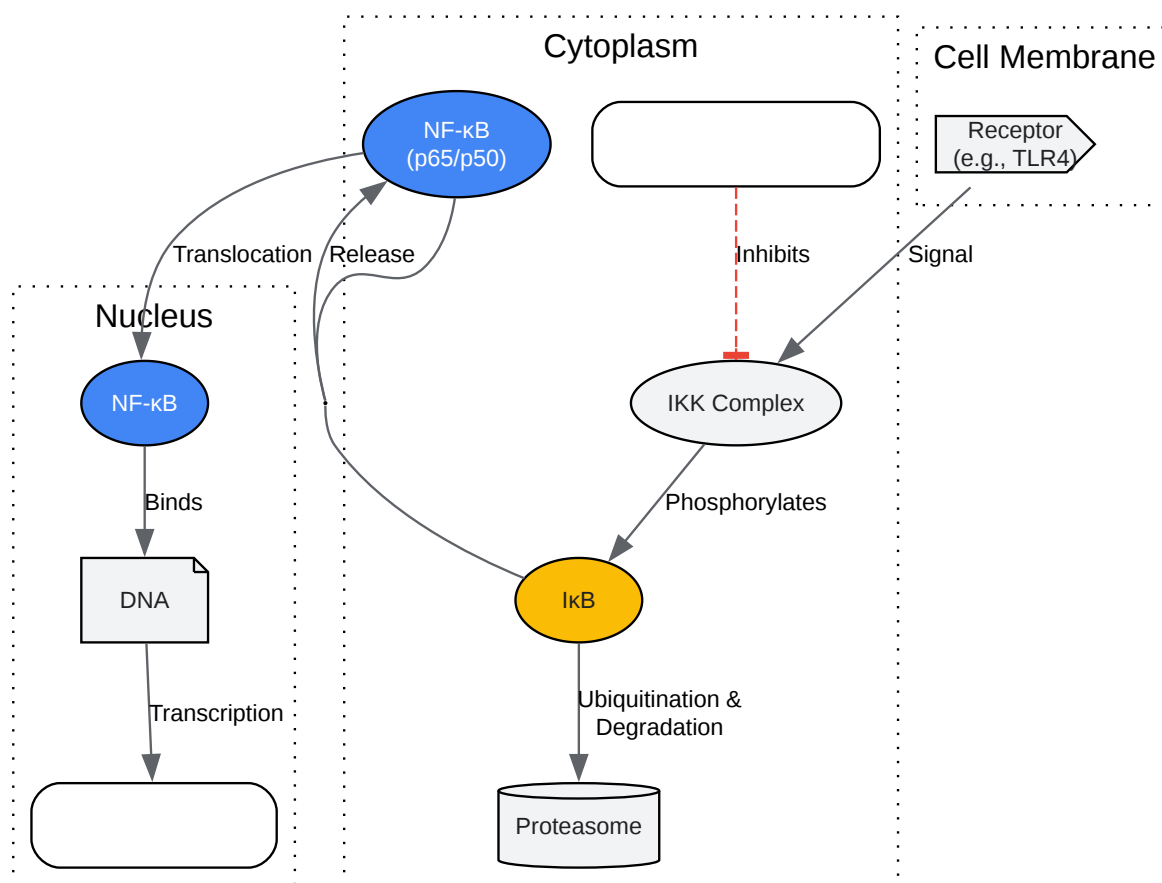 Cytoplasm
Cell Membrane
NF-κB
(p65/p50)
Receptor
(e.g., TLR4)
Translocation
Release
Inhibits
Signal
Nucleus
NF-κB
IKK Complex
Binds
Phosphorylates
DNA
IκB
Transcription
Ubiquitination &
Degradation
Proteasome